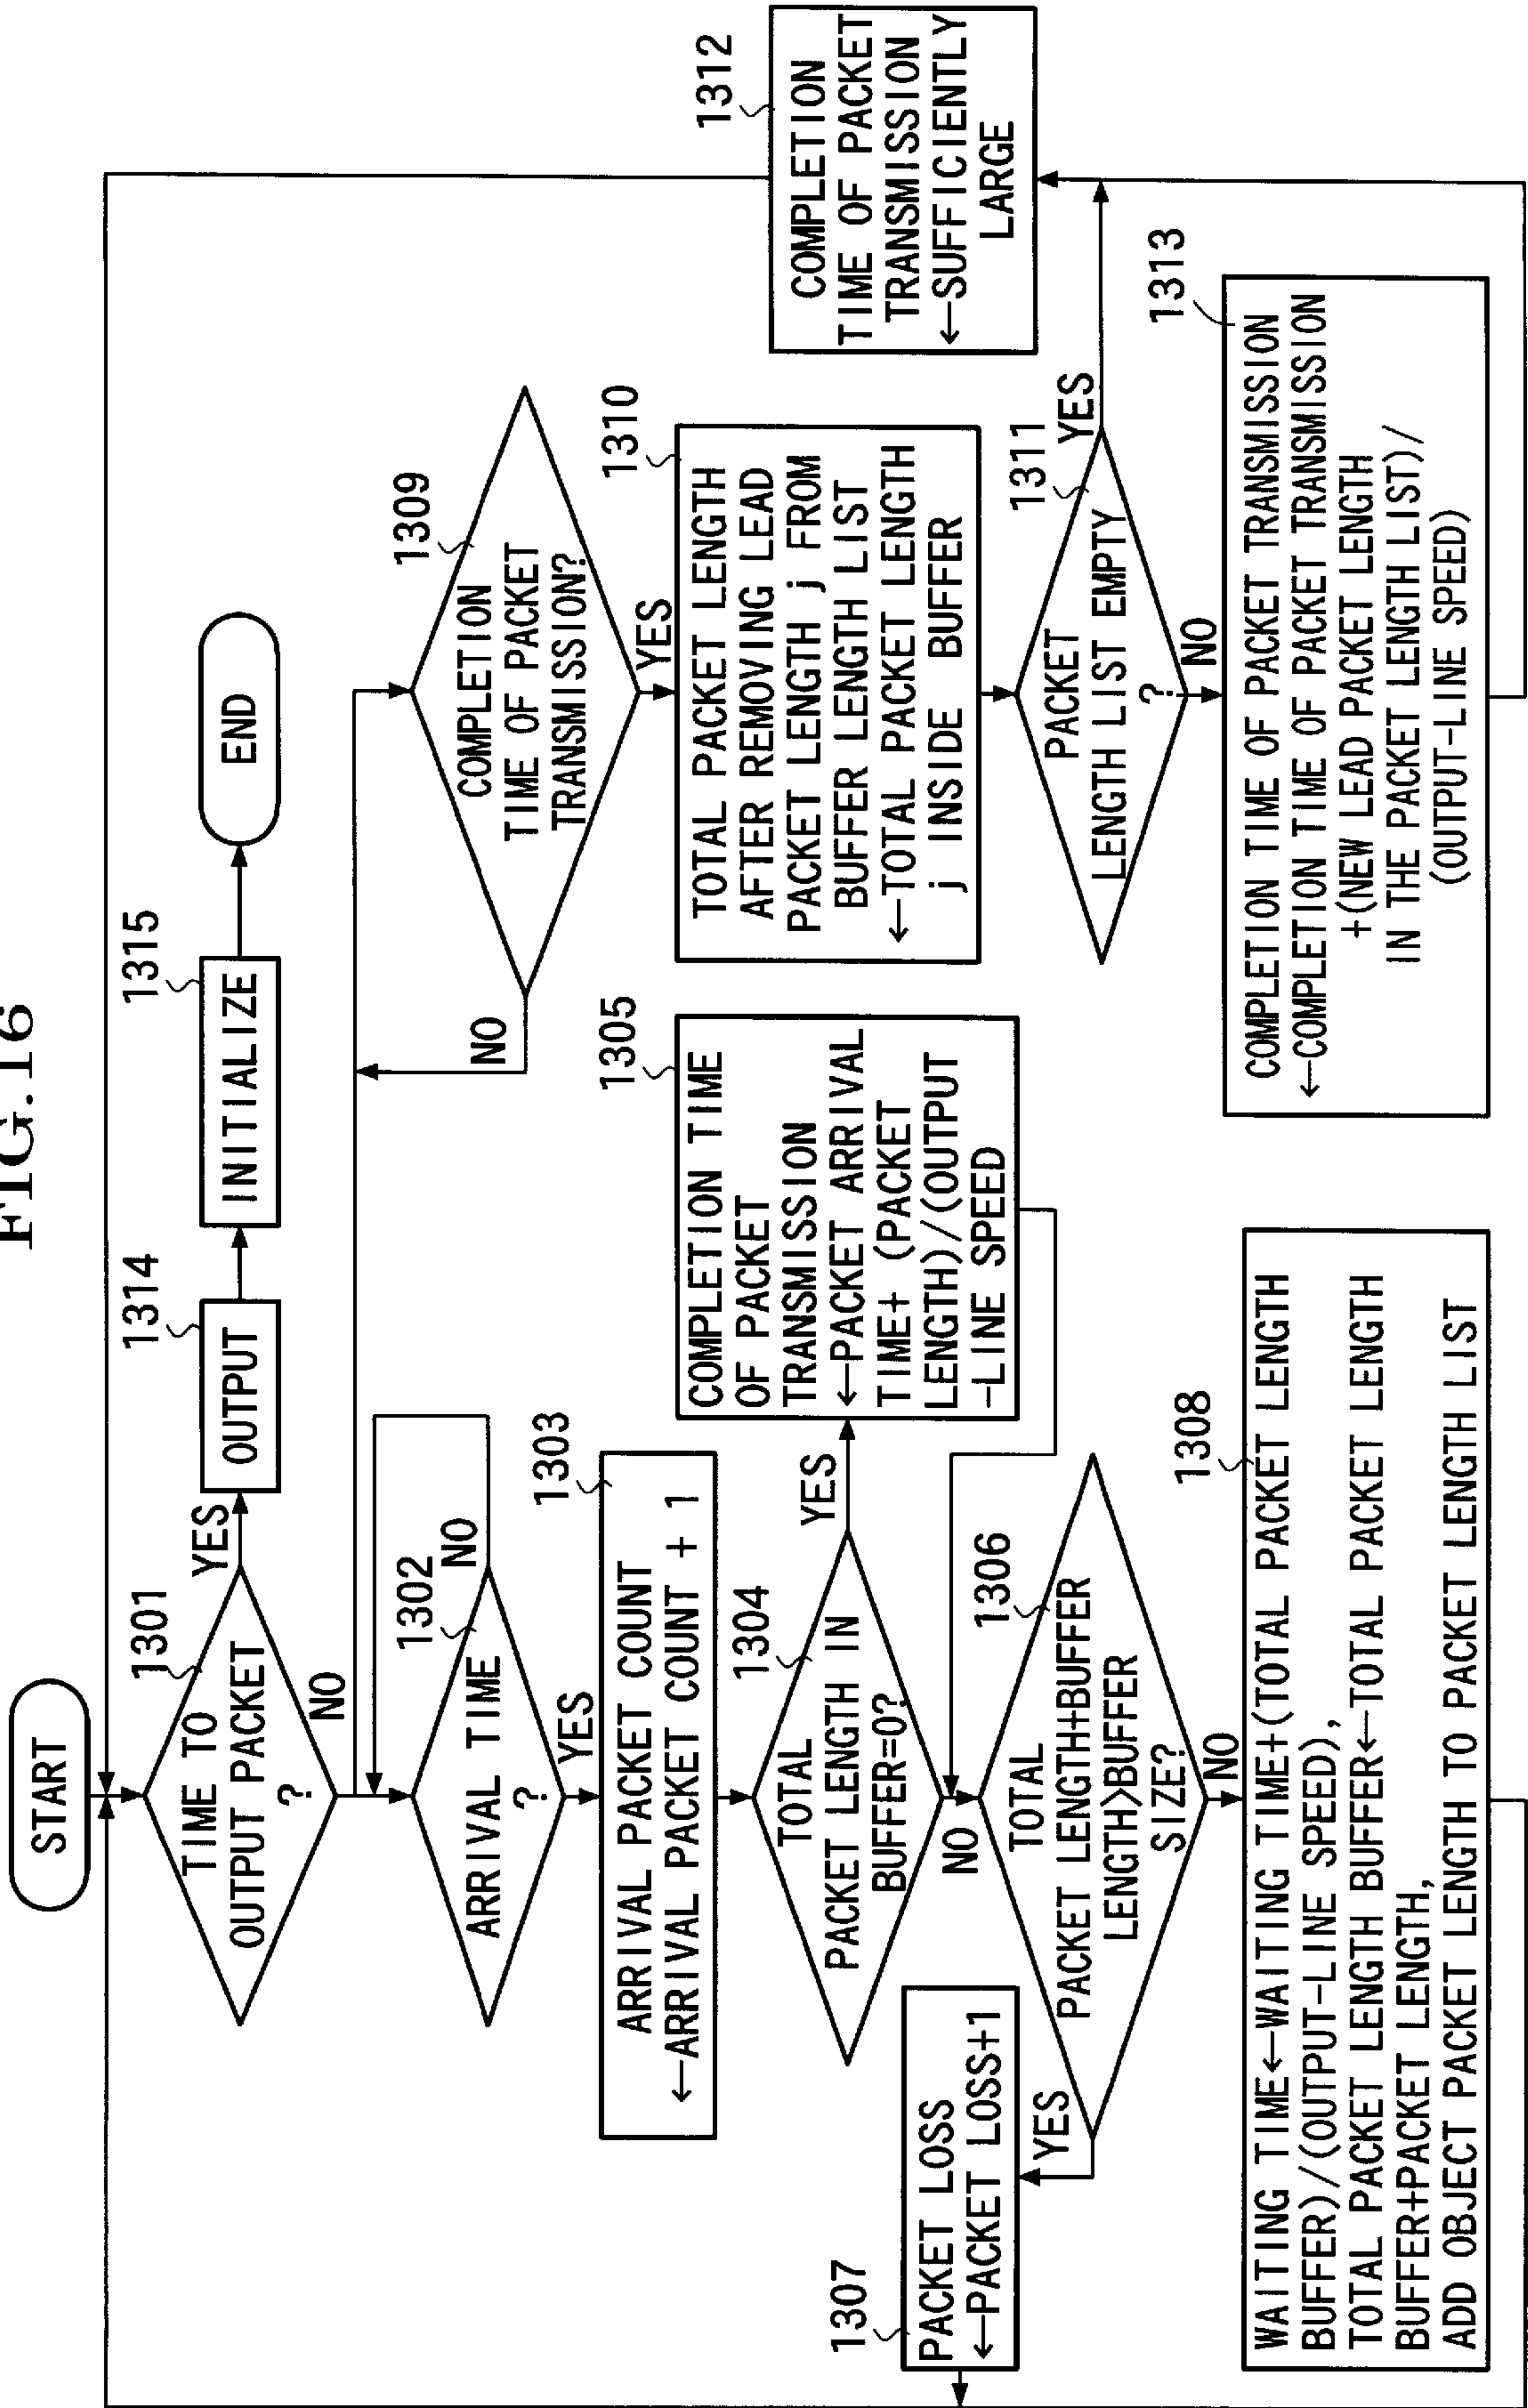 FIG.16
START
1301
TIME TO
OUTPUT PACKET
?
YES
NO
1314
OUTPUT
1315
INITIALIZE
END
1302
ARRIVAL TIME
?
NO
YES
1303
ARRIVAL PACKET COUNT
←ARRIVAL PACKET COUNT + 1
1304
TOTAL
PACKET LENGTH IN
BUFFER=0?
YES
NO
1305
COMPLETION TIME
OF PACKET
TRANSMISSION
←PACKET ARRIVAL
TIME+ (PACKET
LENGTH)/(OUTPUT
-LINE SPEED
1306
TOTAL
PACKET LENGTH+BUFFER
LENGTH>BUFFER
SIZE?
YES
NO
1307
PACKET LOSS
←PACKET LOSS+1
1308
WAITING TIME←WAITING TIME+(TOTAL PACKET LENGTH
BUFFER)/(OUTPUT-LINE SPEED),
TOTAL PACKET LENGTH BUFFER←TOTAL PACKET LENGTH
BUFFER+PACKET LENGTH,
ADD OBJECT PACKET LENGTH TO PACKET LENGTH LIST
1309
COMPLETION
TIME OF PACKET
TRANSMISSION?
NO
YES
1310
TOTAL PACKET LENGTH
AFTER REMOVING LEAD
PACKET LENGTH j FROM
BUFFER LENGTH LIST
←TOTAL PACKET LENGTH
j INSIDE BUFFER
1311
PACKET
LENGTH LIST EMPTY
?
YES
NO
1312
COMPLETION
TIME OF PACKET
TRANSMISSION
←SUFFICIENTLY
LARGE
1313
COMPLETION TIME OF PACKET TRANSMISSION
←COMPLETION TIME OF PACKET TRANSMISSION
+(NEW LEAD PACKET LENGTH
IN THE PACKET LENGTH LIST)/
(OUTPUT-LINE SPEED)